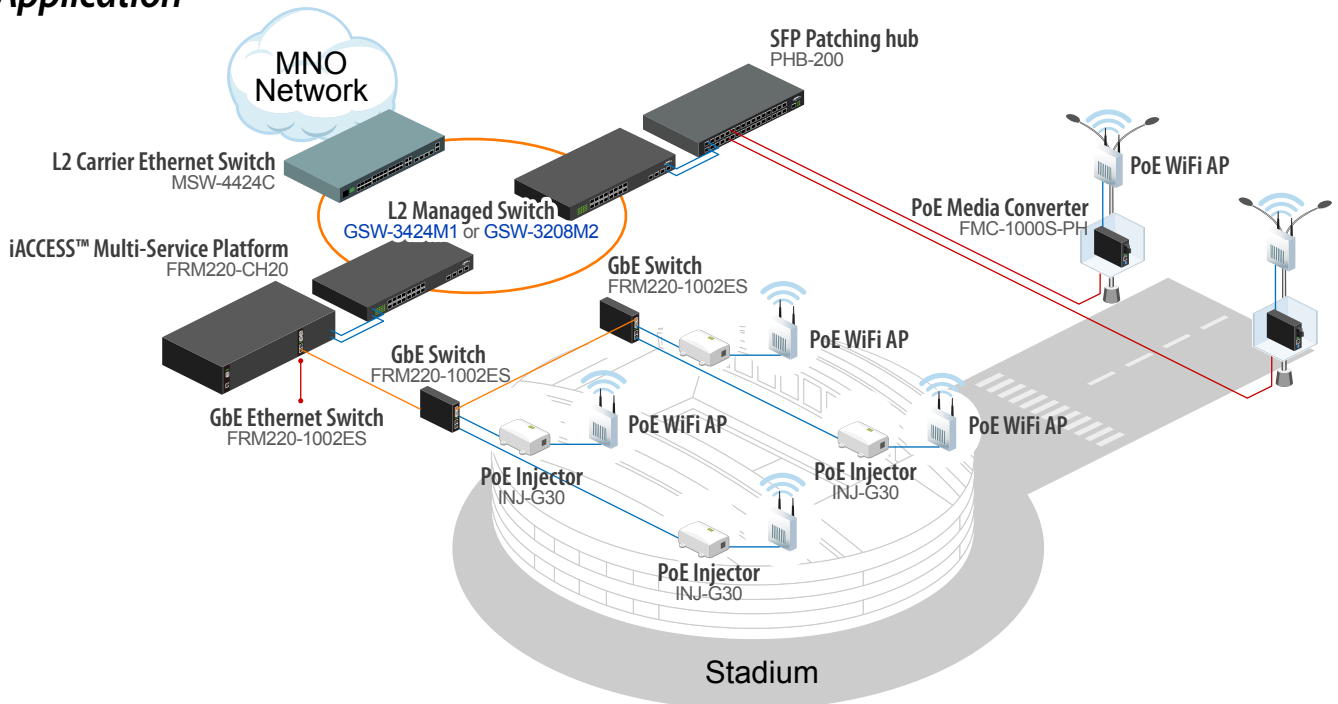 Application
MNO
Network
SFP Patching hub
PHB-200
L2 Carrier Ethernet Switch
MSW-4424C
PoE WiFi AP
L2 Managed Switch
GSW-3424M1 or GSW-3208M2
PoE Media Converter
FMC-1000S-PH
iACCESS™ Multi-Service Platform
FRM220-CH20
GbE Switch
FRM220-1002ES
PoE WiFi AP
GbE Switch
FRM220-1002ES
GbE Ethernet Switch
FRM220-1002ES
PoE WiFi AP
PoE WiFi AP
PoE Injector
INJ-G30
PoE Injector
INJ-G30
PoE Injector
INJ-G30
Stadium